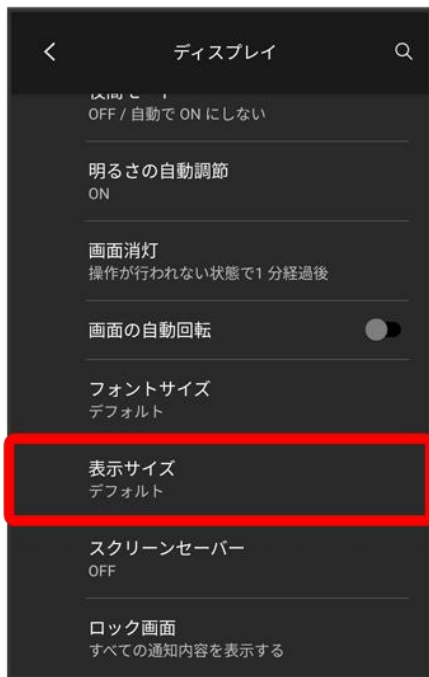 ディスプレイ
OFF / 自動で ON にしない
明るさの自動調節
ON
画面消灯
操作が行われない状態で1 分経過後
画面の自動回転
フォントサイズ
デフォルト
表示サイズ
デフォルト
スクリーンセーバー
OFF
ロック画面
すべての通知内容を表示する